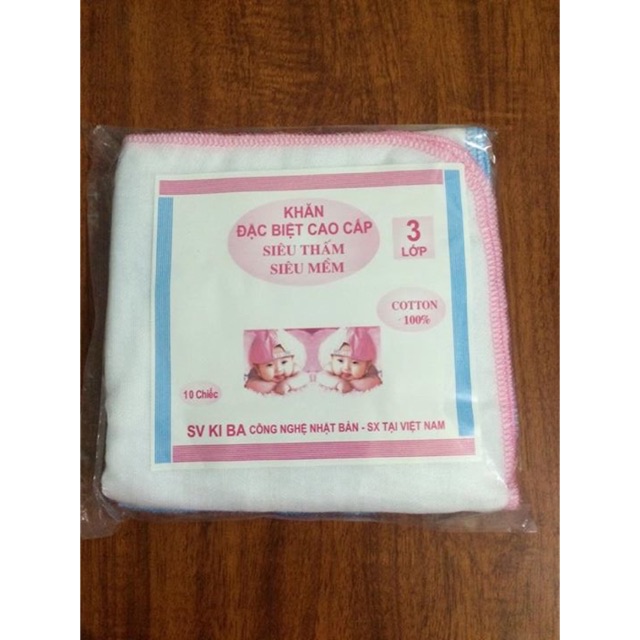 KHĂN
ĐẶC BIỆT CAO CẤP
SIÊU THẤM
SIÊU MỀM
3
LỚP
COTTON
100%
10 Chiếc
SV KI BA CÔNG NGHỆ NHẬT BẢN - SX TẠI VIỆT NAM